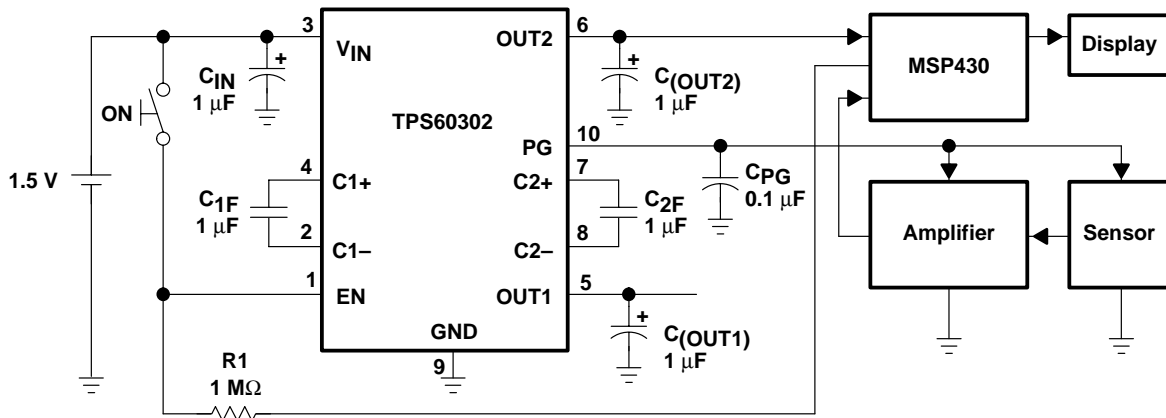 3
VIN
OUT2
6
CIN
1 µF
+
C(OUT2)
1 µF
+
MSP430
Display
ON
TPS60302
PG
10
1.5 V
4
C1+
C1F
1 µF
2
C1–
C2+
7
C2F
1 µF
8
C2–
CPG
0.1 µF
Amplifier
Sensor
1
EN
OUT1
5
+
C(OUT1)
1 µF
GND
9
R1
1 MΩ